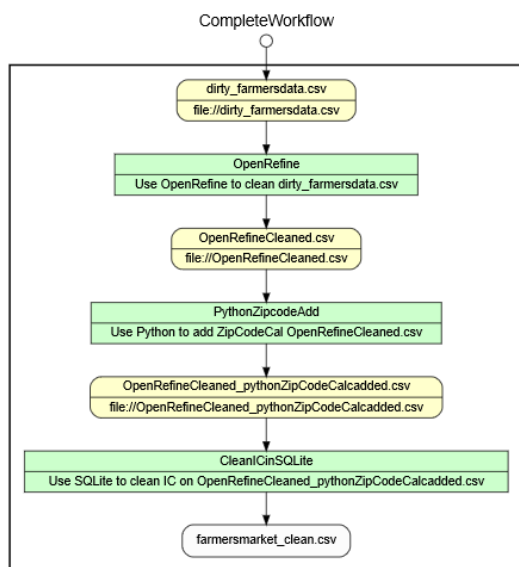 CompleteWorkflow
dirty_farmersdata.csv
file://dirty_farmersdata.csv
OpenRefine
Use OpenRefine to clean dirty_farmersdata.csv
OpenRefineCleaned.csv
file://OpenRefineCleaned.csv
PythonZipcodeAdd
Use Python to add ZipCodeCal OpenRefineCleaned.csv
OpenRefineCleaned_pythonZipCodeCalcadded.csv
file://OpenRefineCleaned_pythonZipCodeCalcadded.csv
CleanICinSQLite
Use SQLite to clean IC on OpenRefineCleaned_pythonZipCodeCalcadded.csv
farmersmarket_clean.csv